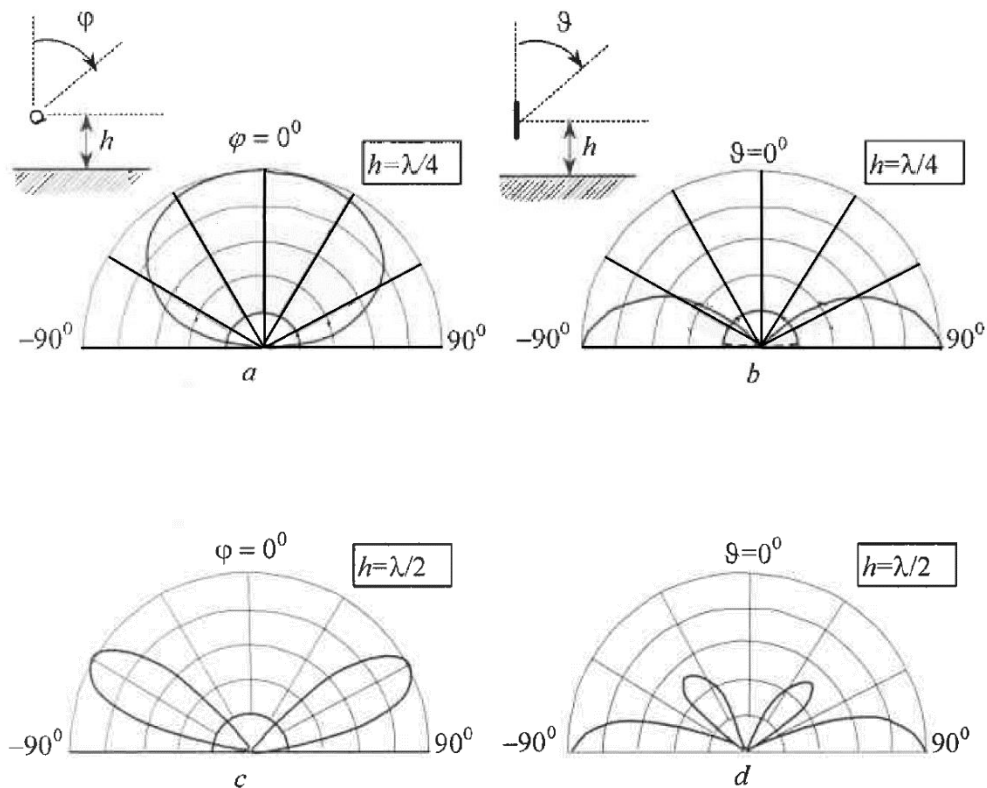 φ
h
φ = 0⁰
h=λ/4
−90⁰
90⁰
a
ϑ
h
ϑ=0⁰
h=λ/4
−90⁰
90⁰
b
φ = 0⁰
h=λ/2
−90⁰
90⁰
c
ϑ=0⁰
h=λ/2
−90⁰
90⁰
d